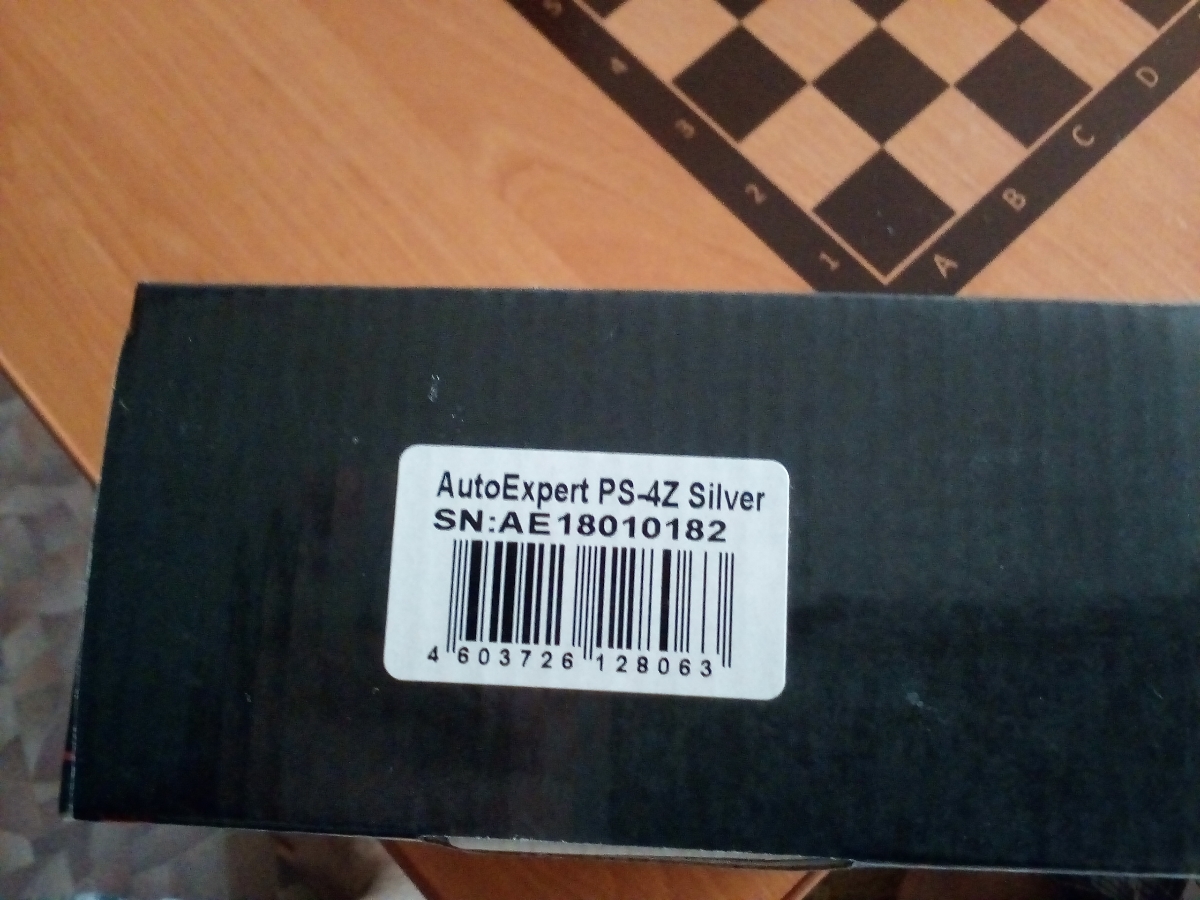 5
4
3
2
1
A
B
C
D
AutoExpert PS-4Z Silver
SN:AE18010182
4 603726 128063